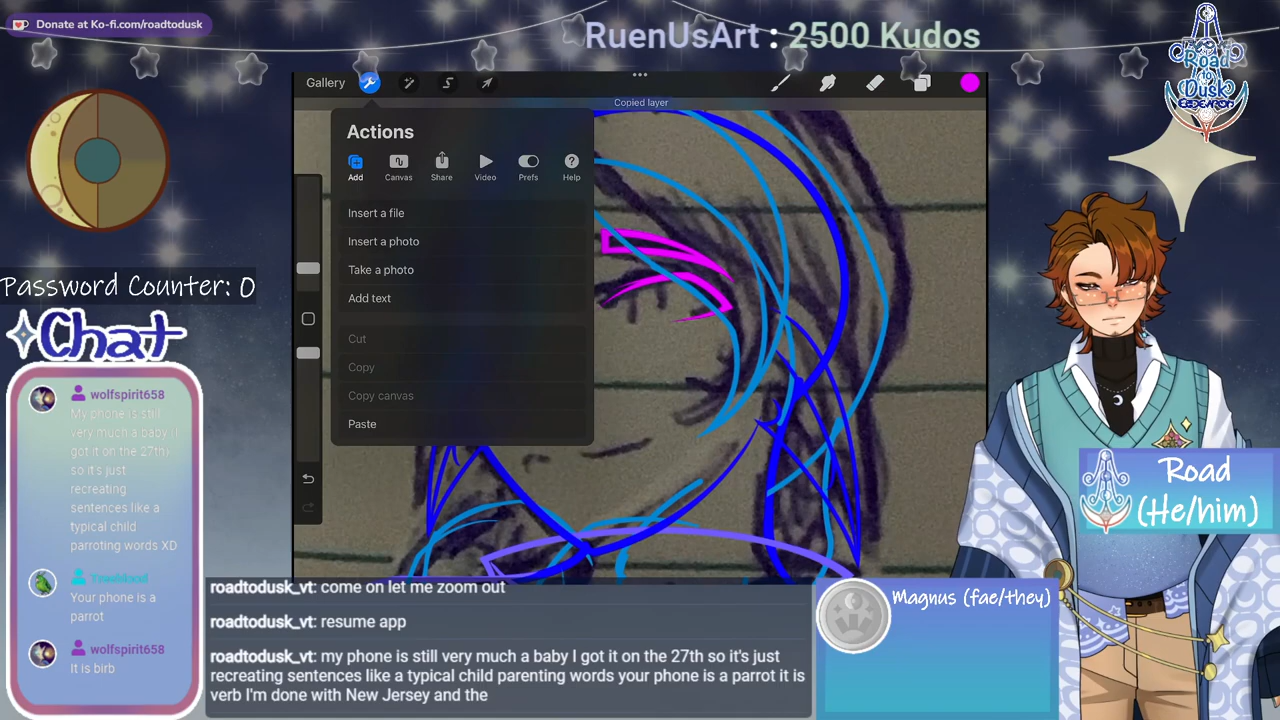 Donate at Ko-fi.com/roadtodusk
RuenUsArt : 2500 Kudos
Road
to
Dusk
Gallery
Copied layer
Actions
Add
Canvas
Share
Video
Prefs
Help
Insert a file
Insert a photo
Take a photo
Add text
Cut
Copy
Copy canvas
Paste
Password Counter: 0
Chat
wolfspirit658
My phone is still
very much a baby I
got it on the 27th
so it's just
recreating
sentences like a
typical child
parroting words XD
Your phone is a
parrot
wolfspirit658
It is birb
roadtodusk_vt: come on let me zoom out
roadtodusk_vt: resume app
roadtodusk_vt: my phone is still very much a baby I got it on the 27th so it's just
recreating sentences like a typical child parenting words your phone is a parrot it is
verb I'm done with New Jersey and the
Magnus (fae/they)
Road
(He/him)